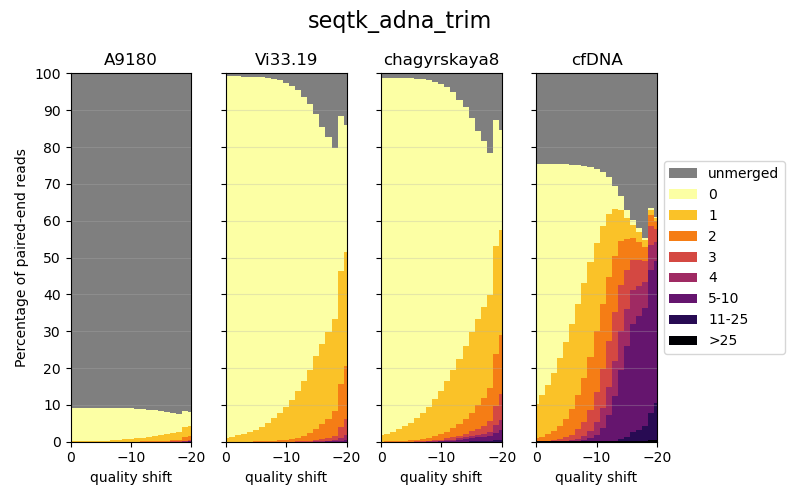 seqtk_adna_trim
A9180
Vi33.19
chagyrskaya8
cfDNA
Percentage of paired-end reads
100
90
80
70
60
50
40
30
20
10
0
0 −10 −20
0 −10 −20
0 −10 −20
0 −10 −20
quality shift
quality shift
quality shift
quality shift
unmerged
0
1
2
3
4
5-10
11-25
>25